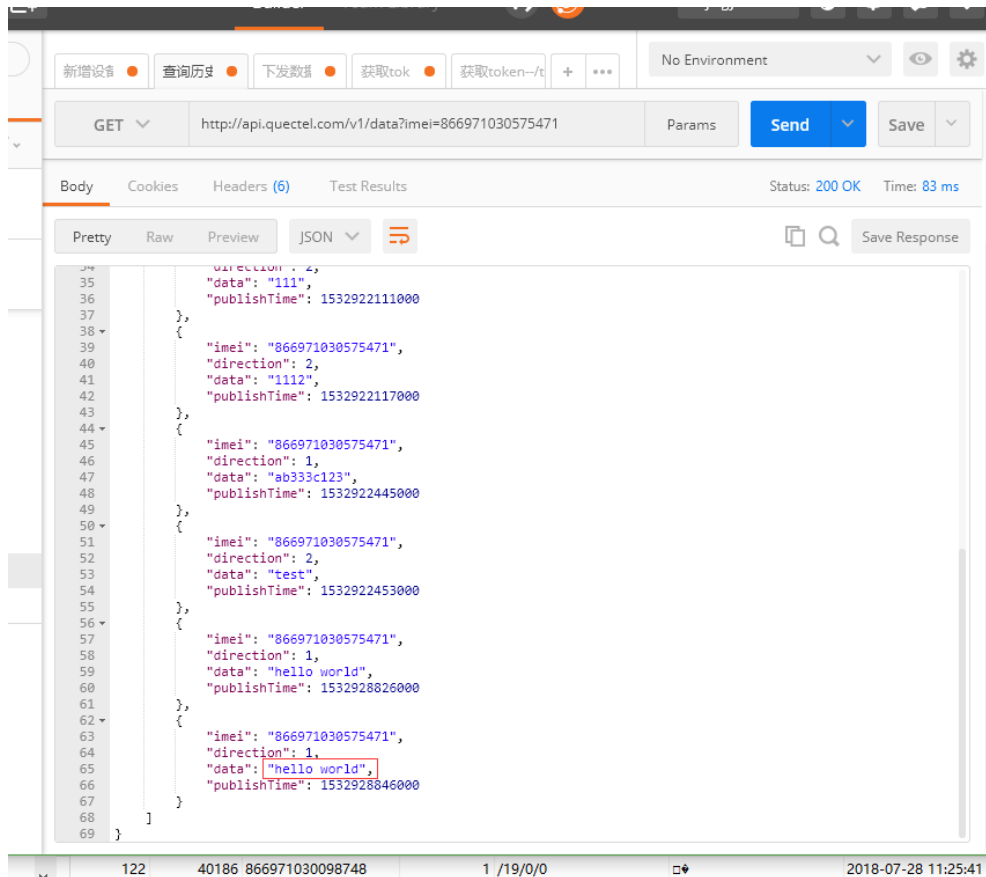 新增设备
查询历史
下发数据
获取tok
获取token--/t
+
No Environment
GET
http://api.quectel.com/v1/data?imei=866971030575471
Params
Send
Save
Body
Cookies
Headers (6)
Test Results
Status: 200 OK
Time: 83 ms
Pretty
Raw
Preview
JSON
Save Response
34 "direction": 2,
35 "data": "111",
36 "publishTime": 1532922111000
37 },
38 {
39 "imei": "866971030575471",
40 "direction": 2,
41 "data": "1112",
42 "publishTime": 1532922117000
43 },
44 {
45 "imei": "866971030575471",
46 "direction": 1,
47 "data": "ab333c123",
48 "publishTime": 1532922445000
49 },
50 {
51 "imei": "866971030575471",
52 "direction": 2,
53 "data": "test",
54 "publishTime": 1532922453000
55 },
56 {
57 "imei": "866971030575471",
58 "direction": 1,
59 "data": "hello world",
60 "publishTime": 1532928826000
61 },
62 {
63 "imei": "866971030575471",
64 "direction": 1,
65 "data": "hello world",
66 "publishTime": 1532928846000
67 }
68 ]
69 }
122 40186 866971030098748 1 /19/0/0 2018-07-28 11:25:41